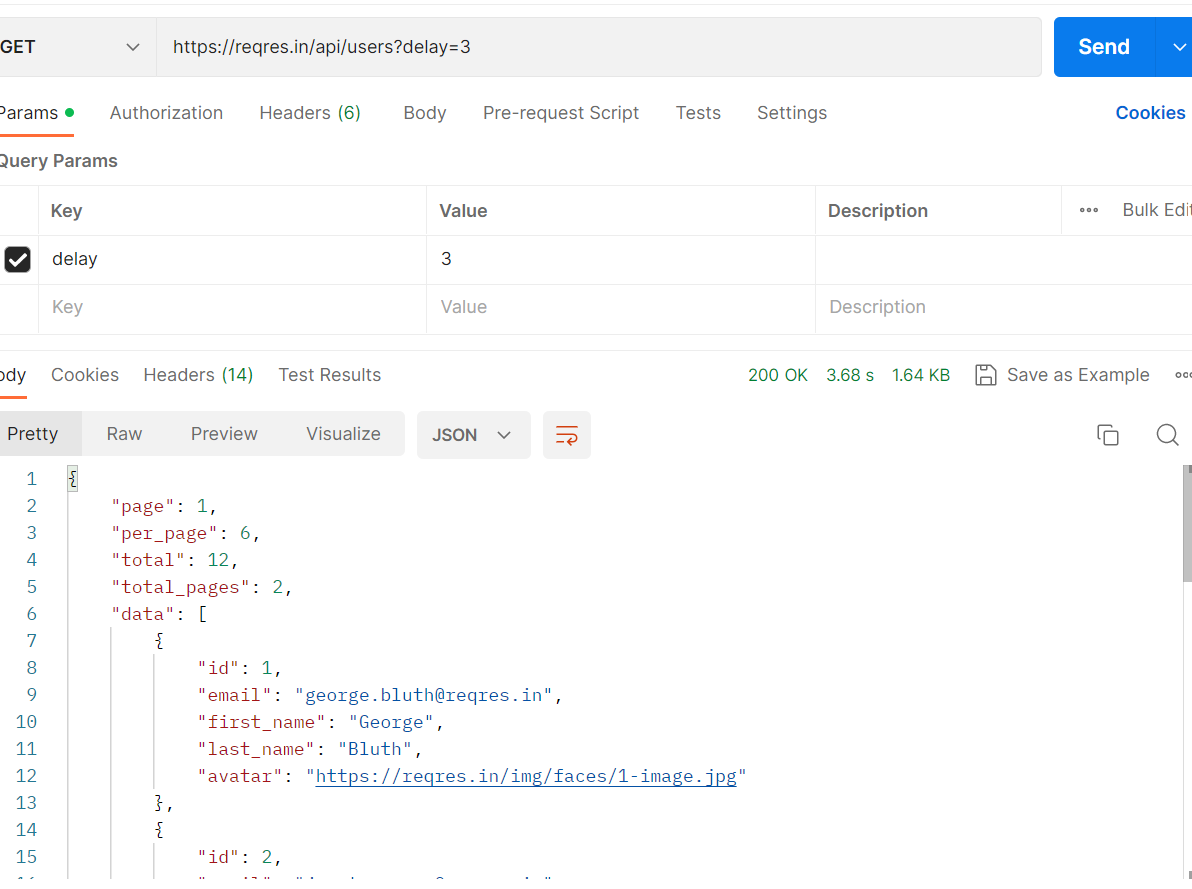 GET https://reqres.in/api/users?delay=3 Send
Params Authorization Headers (6) Body Pre-request Script Tests Settings Cookies
Query Params
Key Value Description ••• Bulk Edit
delay 3
Key Value Description
ody Cookies Headers (14) Test Results 200 OK 3.68 s 1.64 KB Save as Example
Pretty Raw Preview Visualize JSON
1 {
2 "page": 1,
3 "per_page": 6,
4 "total": 12,
5 "total_pages": 2,
6 "data": [
7 {
8 "id": 1,
9 "email": "george.bluth@reqres.in",
10 "first_name": "George",
11 "last_name": "Bluth",
12 "avatar": "https://reqres.in/img/faces/1-image.jpg"
13 },
14 {
15 "id": 2,